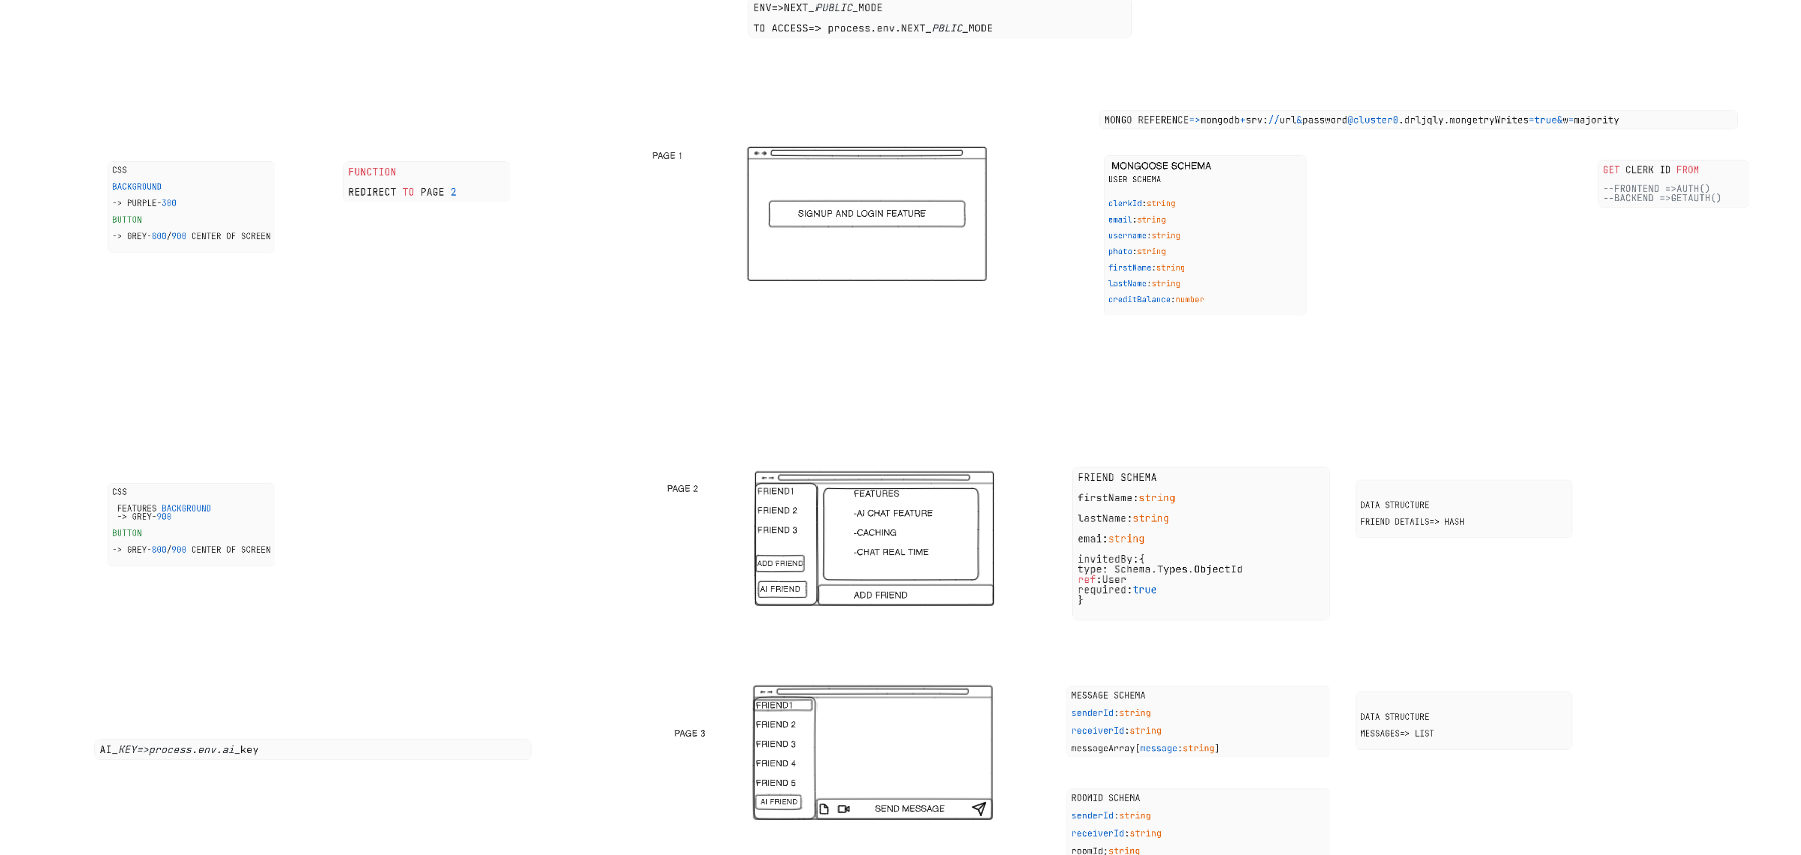 ENV=>NEXT_PUBLIC_MODE
TO ACCESS=> process.env.NEXT_PBLIC_MODE
MONGO REFERENCE=>mongodb+srv://url&password@cluster0.drljqly.mongetryWrites=true&w=majority
PAGE 1
SIGNUP AND LOGIN FEATURE
CSS
BACKGROUND
-> PURPLE-300
BUTTON
-> GREY-800/900 CENTER OF SCREEN
FUNCTION
REDIRECT TO PAGE 2
MONGOOSE SCHEMA
USER SCHEMA
clerkId:string
email:string
username:string
photo:string
firstName:string
lastName:string
creditBalance:number
GET CLERK ID FROM
--FRONTEND =>AUTH()
--BACKEND =>GETAUTH()
CSS
FEATURES BACKGROUND
-> GREY-900
BUTTON
-> GREY-800/900 CENTER OF SCREEN
PAGE 2
FRIEND1
FRIEND 2
FRIEND 3
ADD FRIEND
AI FRIEND
FEATURES
-AI CHAT FEATURE
-CACHING
-CHAT REAL TIME
ADD FRIEND
FRIEND SCHEMA
firstName:string
lastName:string
emai:string
invitedBy:{
type: Schema.Types.ObjectId
ref:User
required:true
}
DATA STRUCTURE
FRIEND DETAILS=> HASH
AI_KEY=>process.env.ai_key
PAGE 3
FRIEND1
FRIEND 2
FRIEND 3
FRIEND 4
FRIEND 5
AI FRIEND
SEND MESSAGE
MESSAGE SCHEMA
senderId:string
receiverId:string
messageArray[message:string]
DATA STRUCTURE
MESSAGES=> LIST
ROOMID SCHEMA
senderId:string
receiverId:string
roomId;string